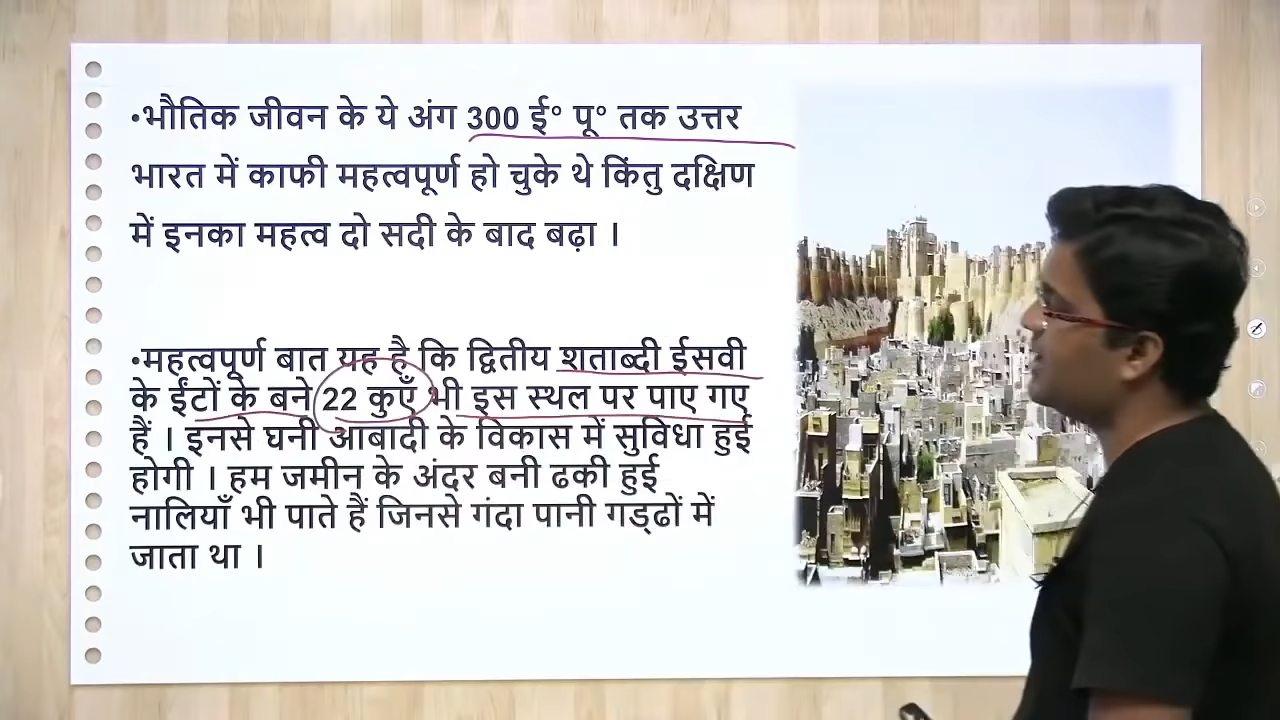 •भौतिक जीवन के ये अंग 300 ई° पू° तक उत्तर
भारत में काफी महत्वपूर्ण हो चुके थे किंतु दक्षिण
में इनका महत्व दो सदी के बाद बढ़ा ।
•महत्वपूर्ण बात यह है कि द्वितीय शताब्दी ईसवी
के ईंटों के बने 22 कुएँ भी इस स्थल पर पाए गए
हैं । इनसे घनी आबादी के विकास में सुविधा हुई
होगी । हम जमीन के अंदर बनी ढकी हुई
नालियाँ भी पाते हैं जिनसे गंदा पानी गड्ढों में
जाता था ।